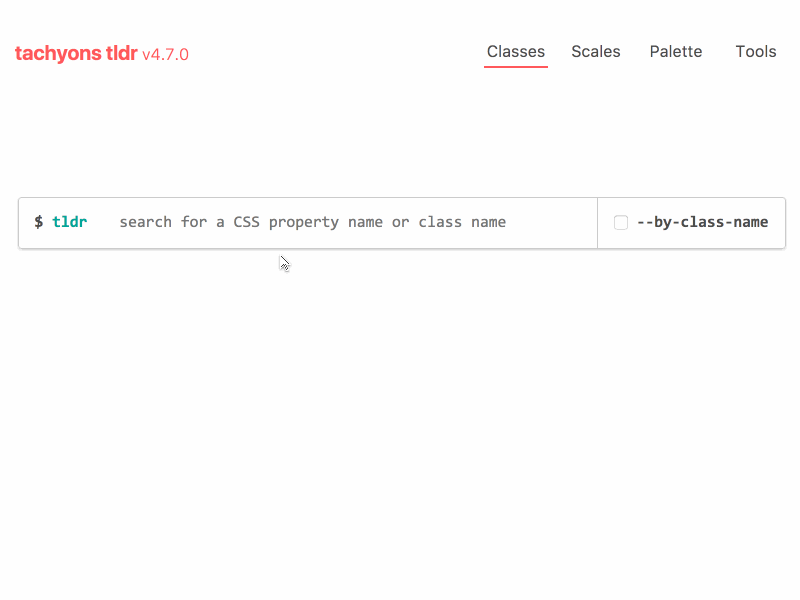 tachyons tldr v4.7.0
Classes Scales Palette Tools
$ tldr search for a CSS property name or class name --by-class-name